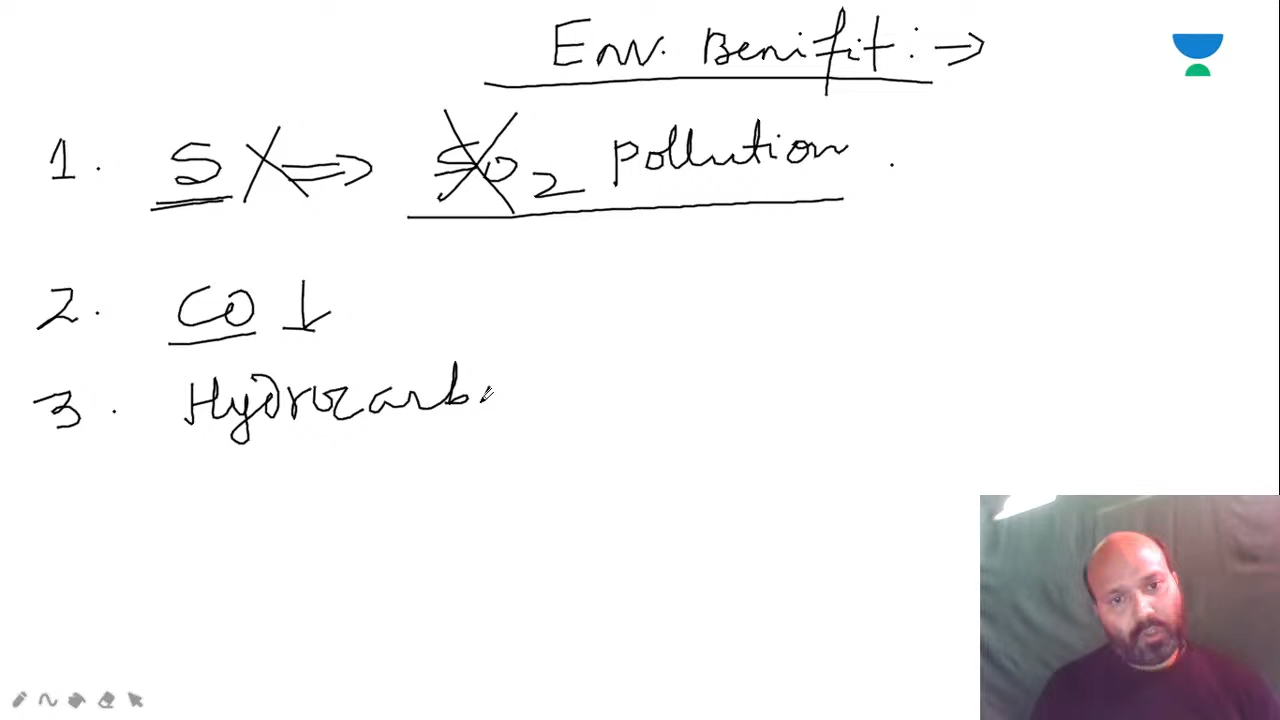 Env. Benifit : →
1. S X ⇒ SO2 pollution .
2. CO ↓
3. Hydrocarb